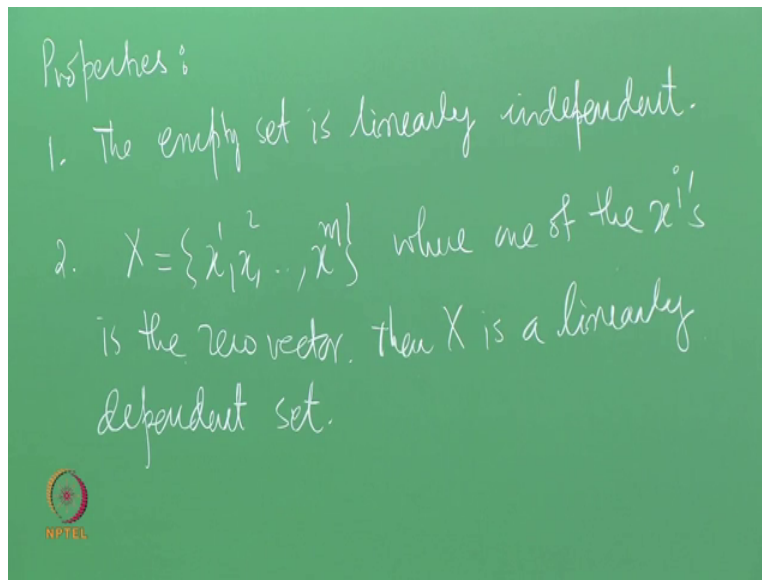 Properties:
1. The empty set is linearly independent.
2. X = {x¹, x², .., xᵐ} where one of the xⁱ's
is the zero vector. then X is a linearly
dependent set.
NPTEL